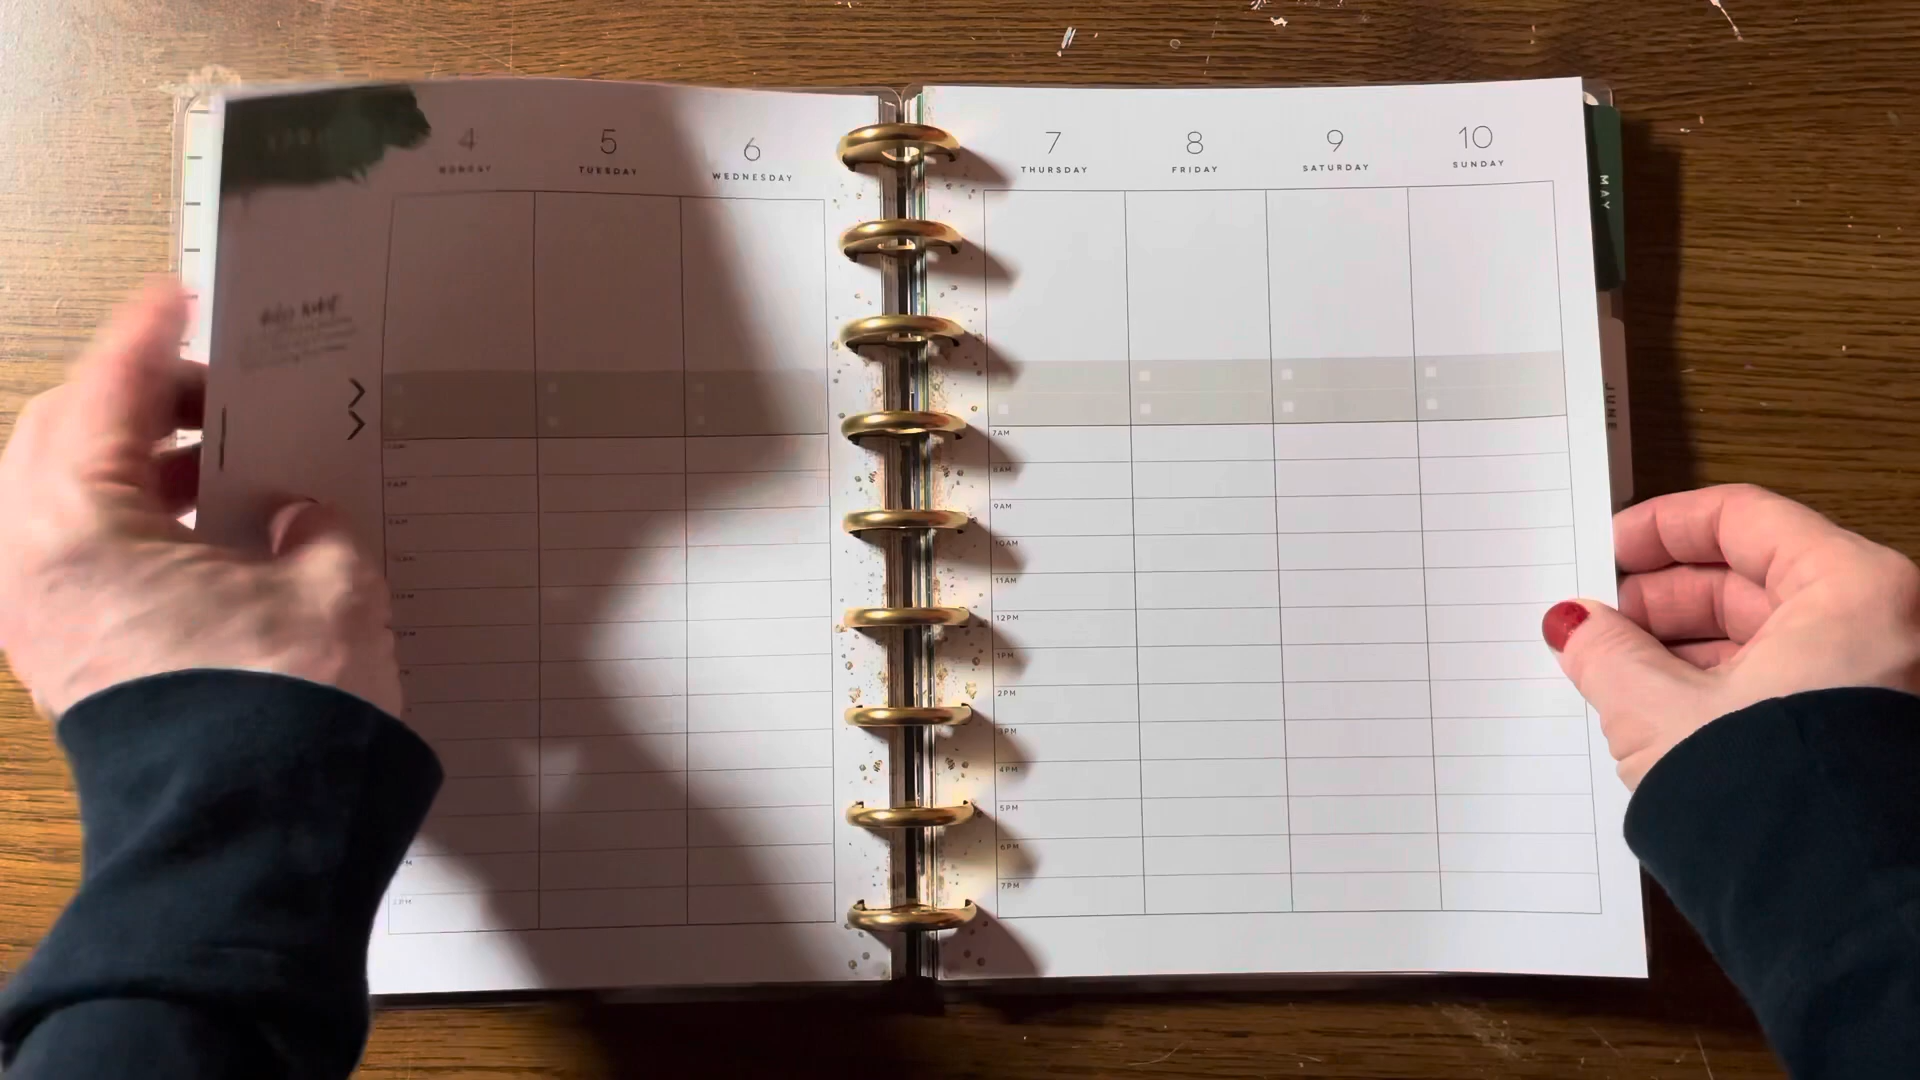 4 5 6 7 8 9 10
MONDAY TUESDAY WEDNESDAY THURSDAY FRIDAY SATURDAY SUNDAY
MAY
JUNE
7AM
8AM
9AM
10AM
11AM
12PM
1PM
2PM
3PM
4PM
5PM
6PM
7PM